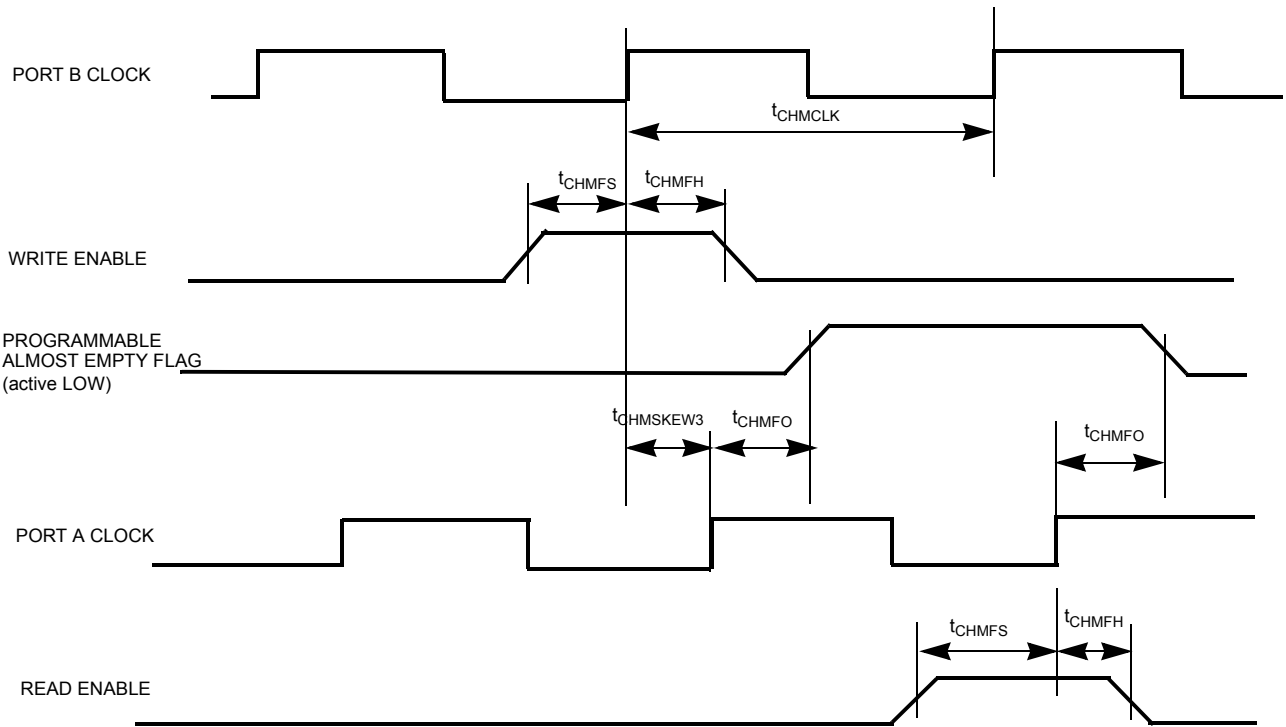 PORT B CLOCK
tCHMCLK
tCHMFS
tCHMFH
WRITE ENABLE
PROGRAMMABLE
ALMOST EMPTY FLAG
(active LOW)
tCHMSKEW3
tCHMFO
tCHMFO
PORT A CLOCK
tCHMFS
tCHMFH
READ ENABLE